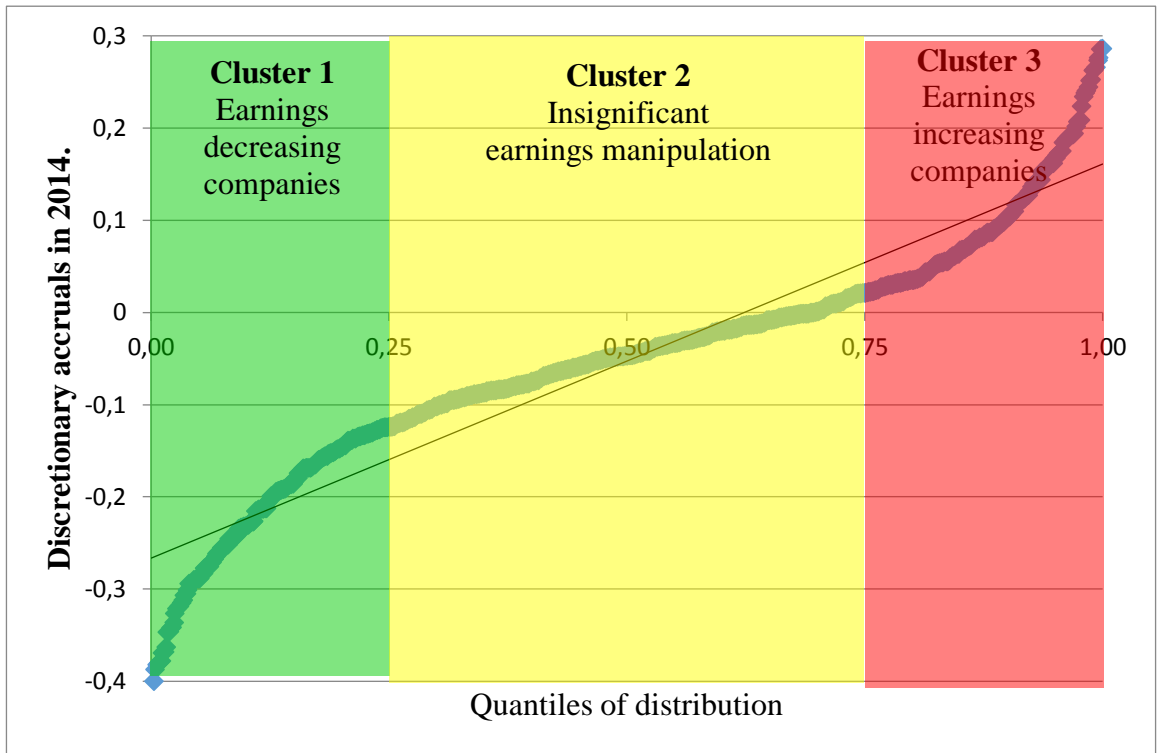 0,3
0,2
0,1
0
-0,1
-0,2
-0,3
-0,4
Discretionary accruals in 2014.
Cluster 1
Earnings
decreasing
companies
Cluster 2
Insignificant
earnings manipulation
Cluster 3
Earnings
increasing
companies
0,00 0,25 0,50 0,75 1,00
Quantiles of distribution